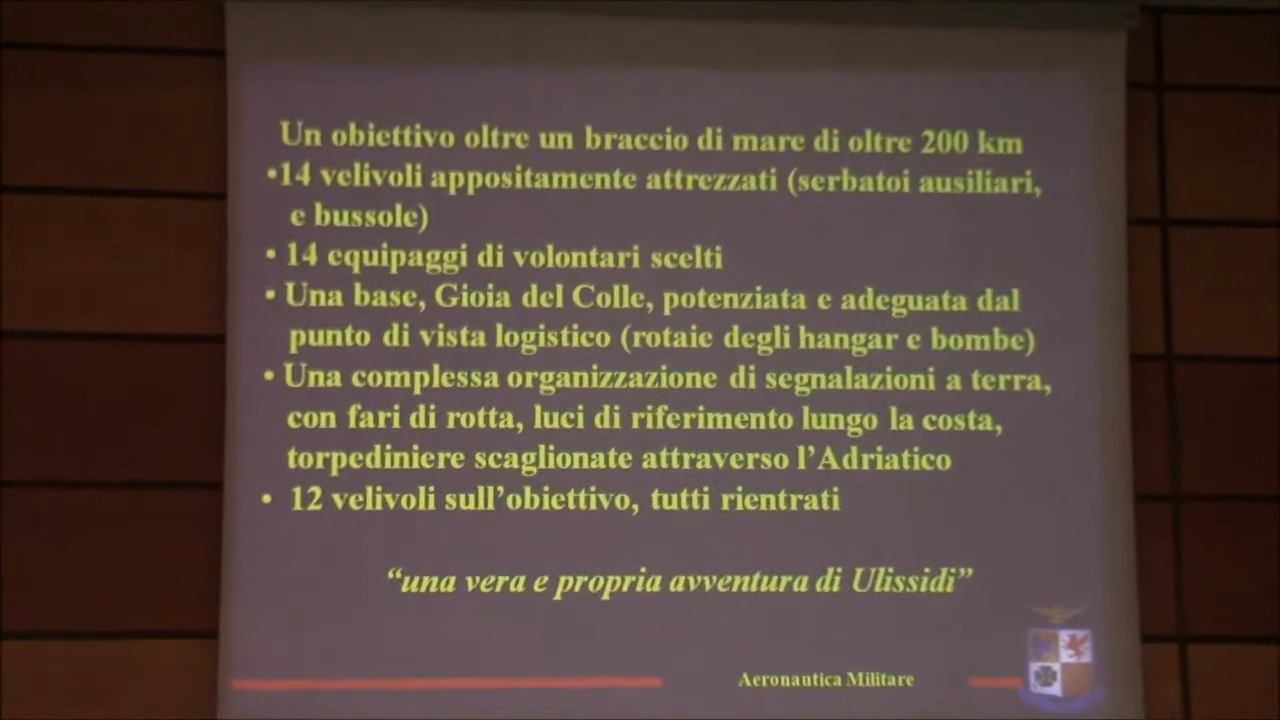 Un obiettivo oltre un braccio di mare di oltre 200 km
•14 velivoli appositamente attrezzati (serbatoi ausiliari,
e bussole)
• 14 equipaggi di volontari scelti
• Una base, Gioia del Colle, potenziata e adeguata dal
punto di vista logistico (rotaie degli hangar e bombe)
• Una complessa organizzazione di segnalazioni a terra,
con fari di rotta, luci di riferimento lungo la costa,
torpediniere scaglionate attraverso l’Adriatico
• 12 velivoli sull’obiettivo, tutti rientrati
“una vera e propria avventura di Ulissidi”
Aeronautica Militare